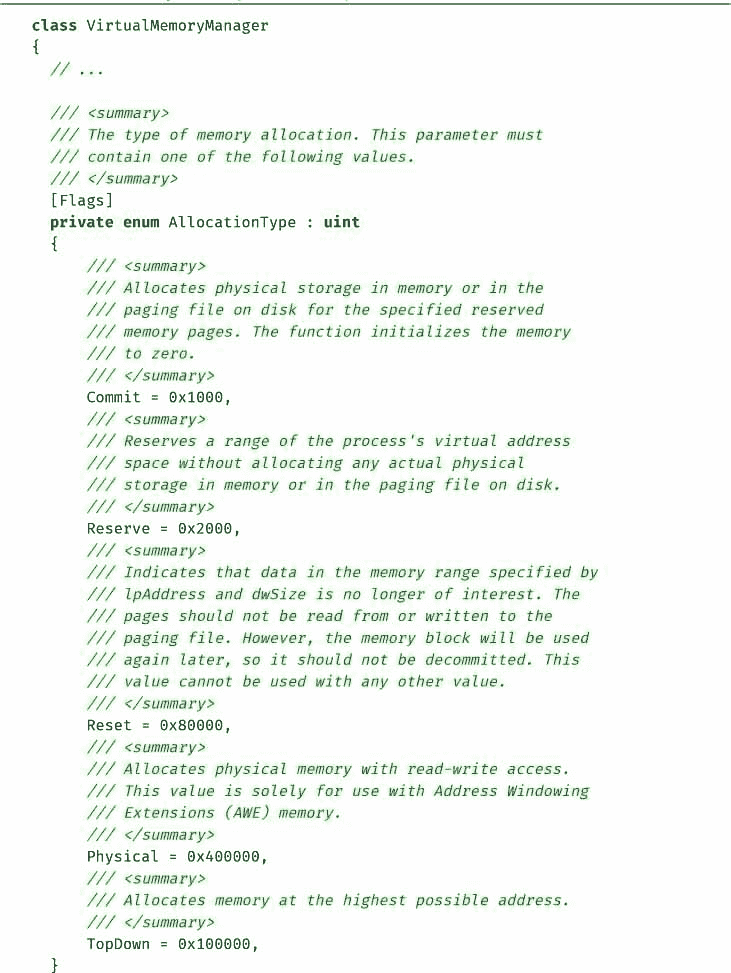 class VirtualMemoryManager
{
// ...
/// <summary>
/// The type of memory allocation. This parameter must
/// contain one of the following values.
/// </summary>
[Flags]
private enum AllocationType : uint
{
/// <summary>
/// Allocates physical storage in memory or in the
/// paging file on disk for the specified reserved
/// memory pages. The function initializes the memory
/// to zero.
/// </summary>
Commit = 0x1000,
/// <summary>
/// Reserves a range of the process's virtual address
/// space without allocating any actual physical
/// storage in memory or in the paging file on disk.
/// </summary>
Reserve = 0x2000,
/// <summary>
/// Indicates that data in the memory range specified by
/// lpAddress and dwSize is no longer of interest. The
/// pages should not be read from or written to the
/// paging file. However, the memory block will be used
/// again later, so it should not be decommitted. This
/// value cannot be used with any other value.
/// </summary>
Reset = 0x80000,
/// <summary>
/// Allocates physical memory with read-write access.
/// This value is solely for use with Address Windowing
/// Extensions (AWE) memory.
/// </summary>
Physical = 0x400000,
/// <summary>
/// Allocates memory at the highest possible address.
/// </summary>
TopDown = 0x100000,
}